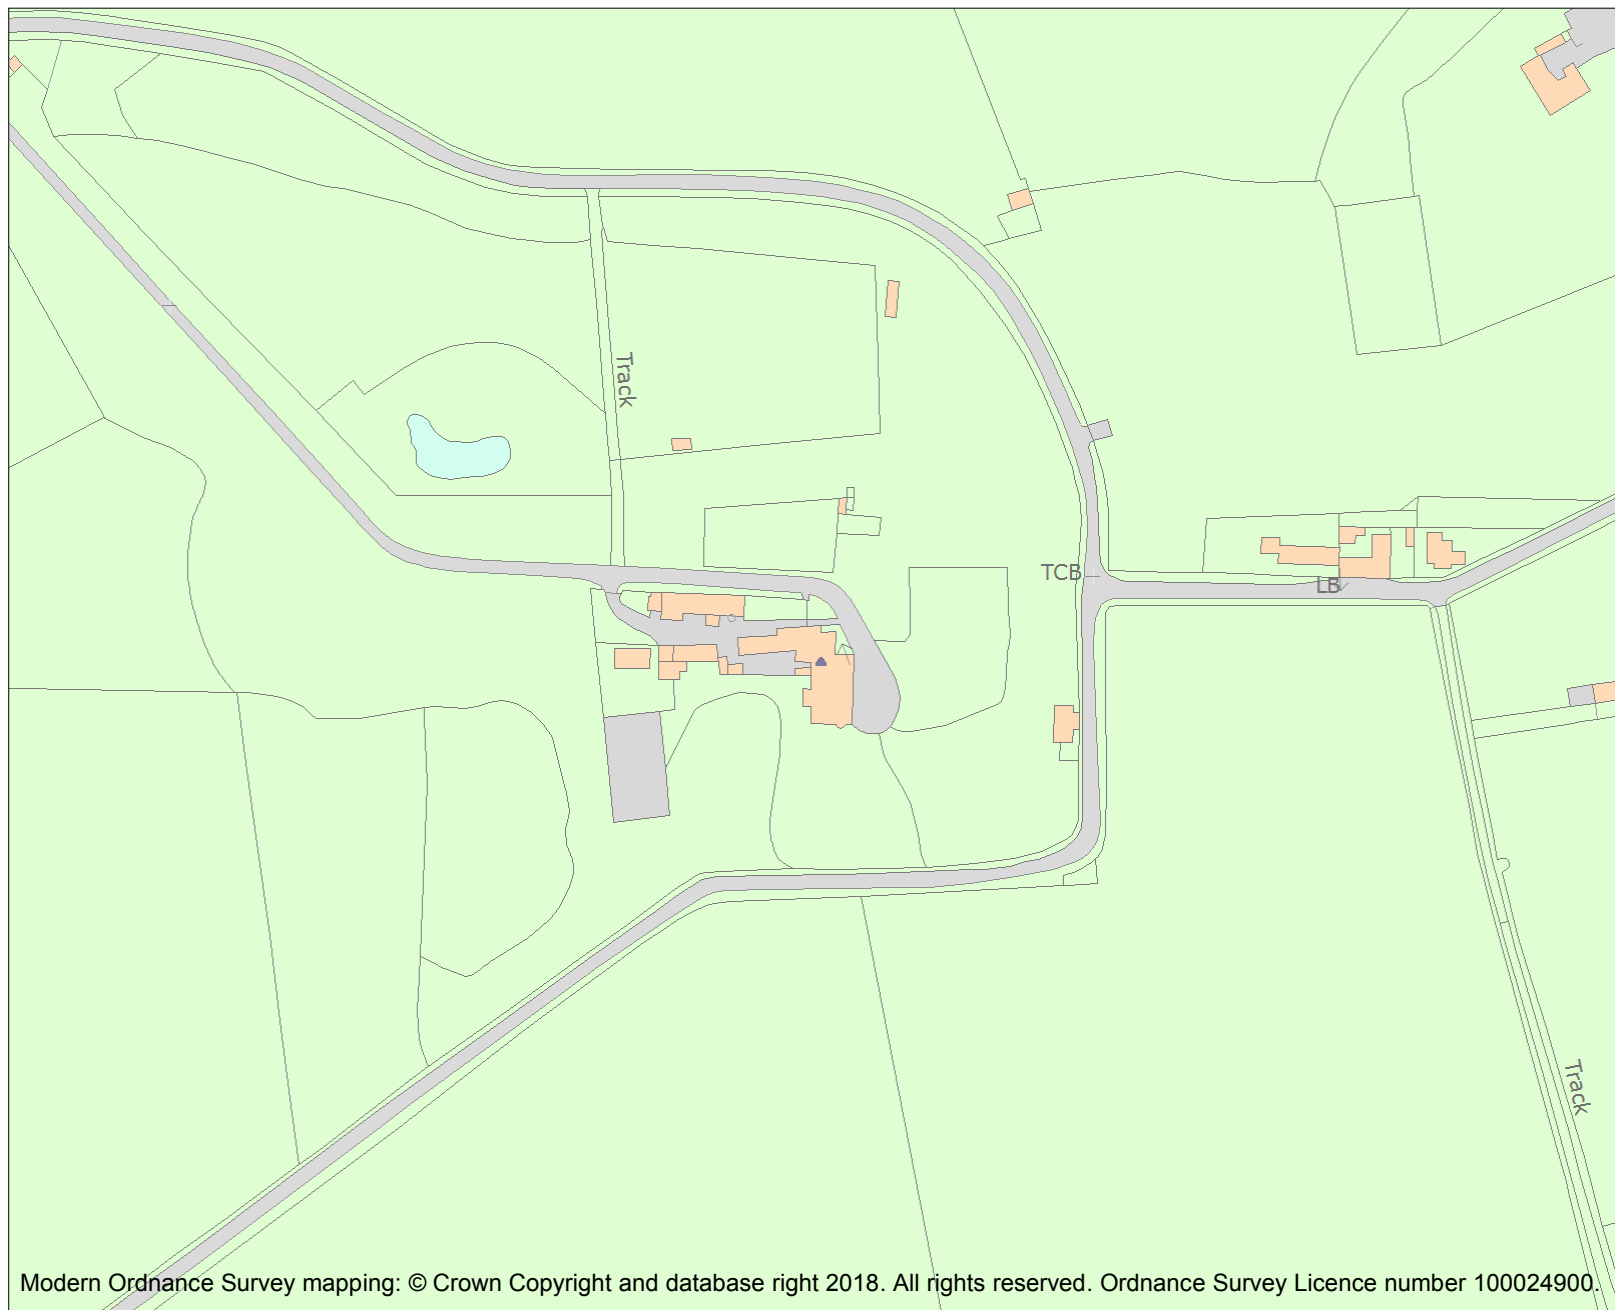 Track
TCB
LB
Track
Modern Ordnance Survey mapping: © Crown Copyright and database right 2018. All rights reserved. Ordnance Survey Licence number 100024900.